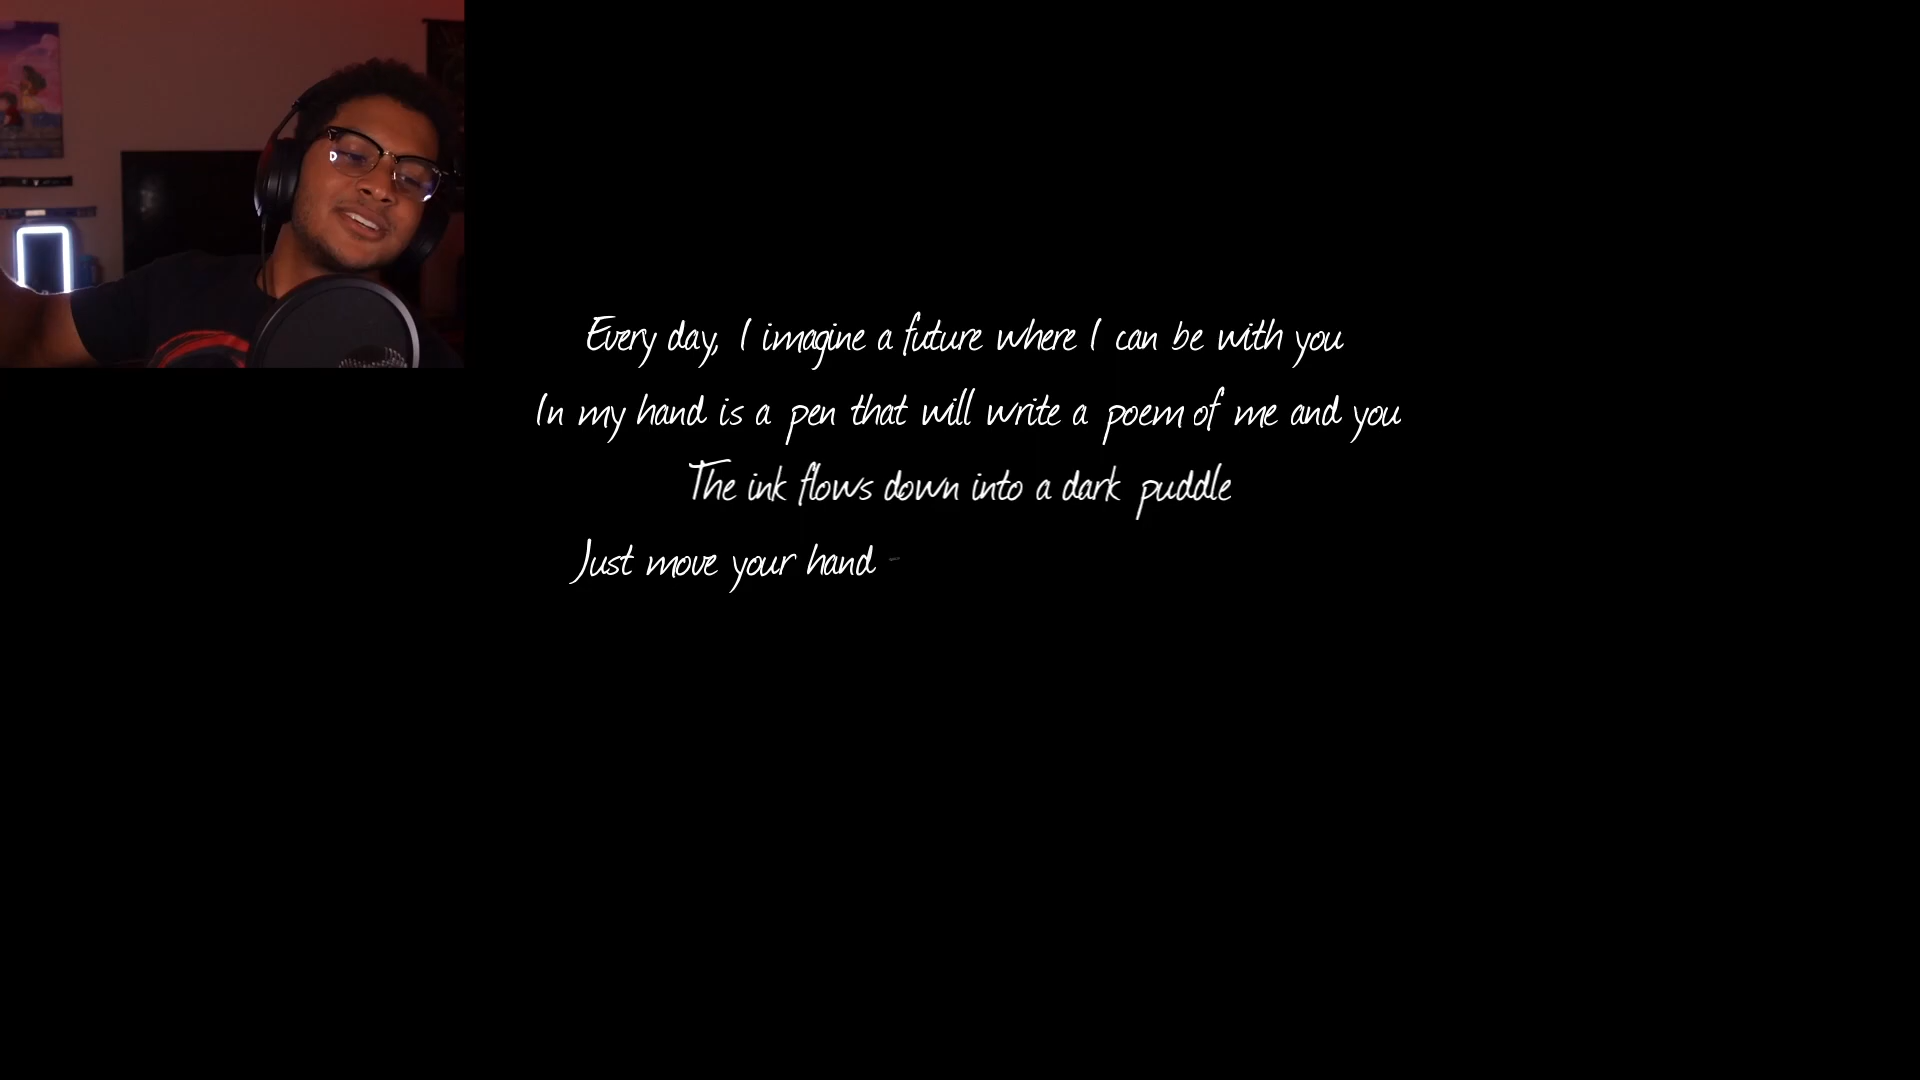 Every day, I imagine a future where I can be with you
In my hand is a pen that will write a poem of me and you
The ink flows down into a dark puddle
Just move your hand -